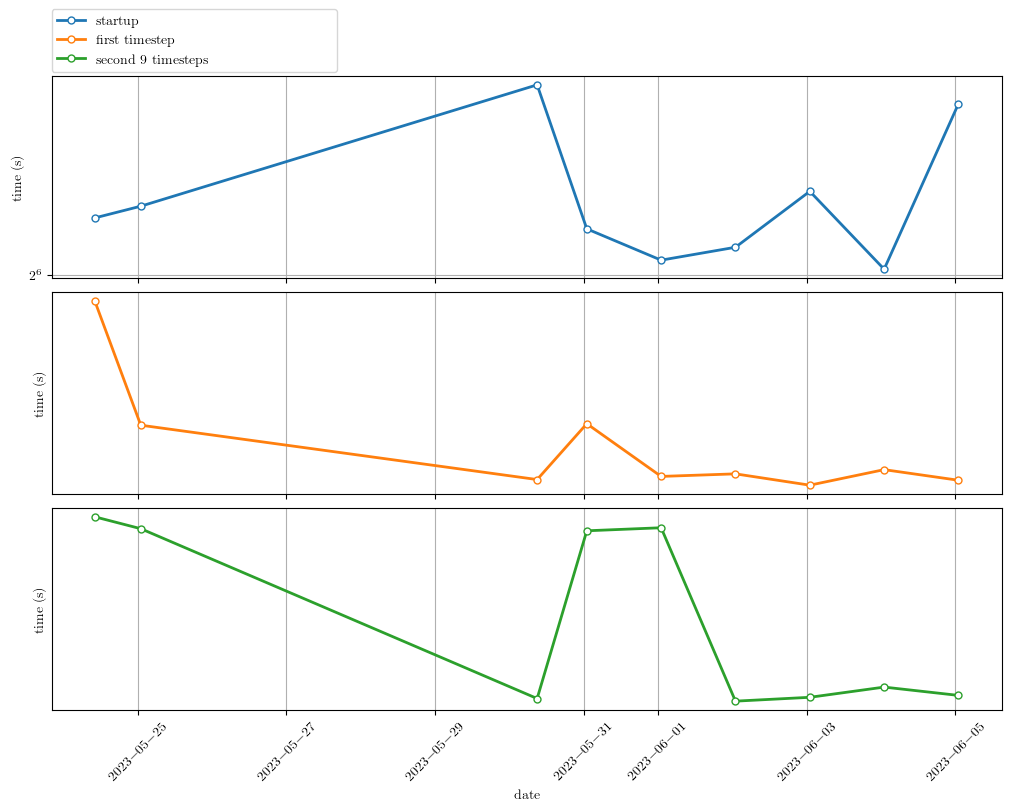 startup
first timestep
second 9 timesteps
time (s)
2⁶
time (s)
time (s)
2023−05−25
2023−05−27
2023−05−29
2023−05−31
2023−06−01
2023−06−03
2023−06−05
date